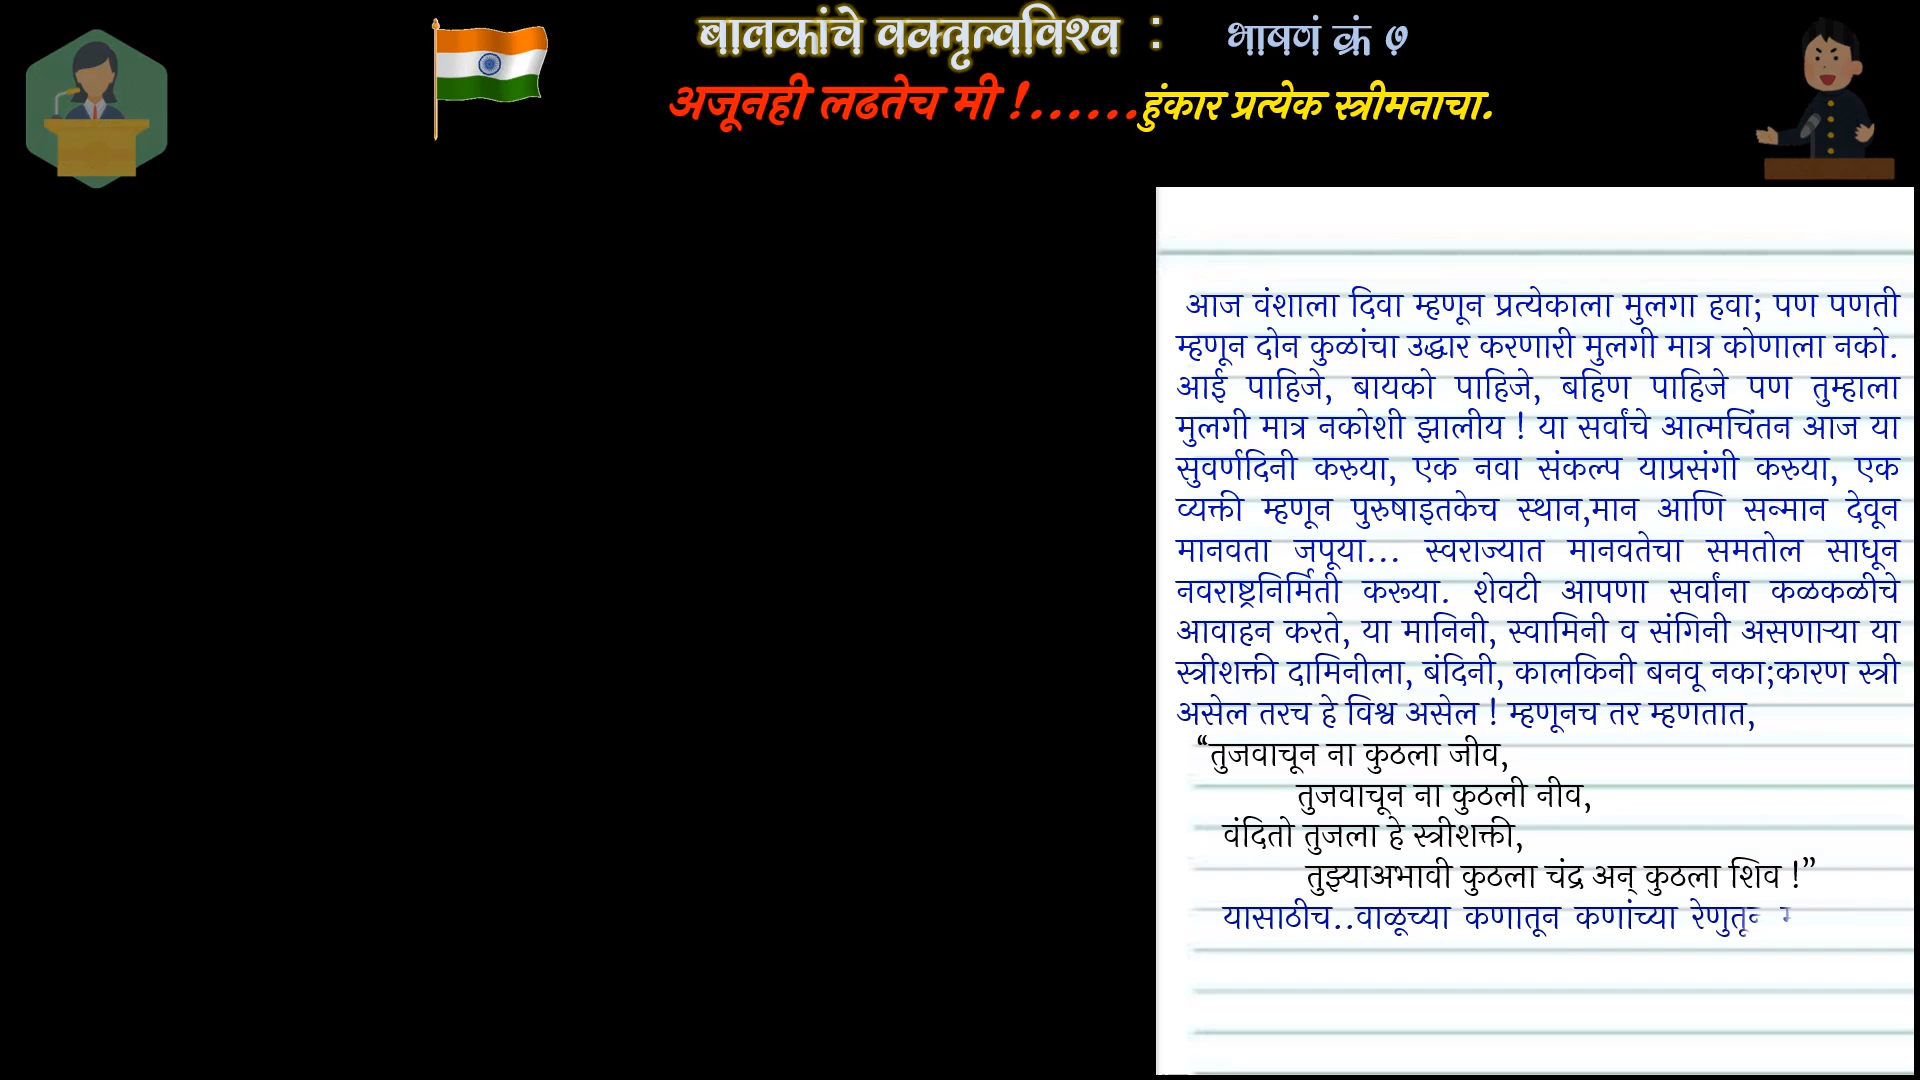 बालकांचे वक्तृत्वविश्व : भाषणं क्रं ७
अजूनही लढतेच मी !......हुंकार प्रत्येक स्त्रीमनाचा.
आज वंशाला दिवा म्हणून प्रत्येकाला मुलगा हवा; पण पणती
म्हणून दोन कुळांचा उद्धार करणारी मुलगी मात्र कोणाला नको.
आई पाहिजे, बायको पाहिजे, बहिण पाहिजे पण तुम्हाला
मुलगी मात्र नकोशी झालीय ! या सर्वांचे आत्मचिंतन आज या
सुवर्णदिनी करुया, एक नवा संकल्प याप्रसंगी करुया, एक
व्यक्ती म्हणून पुरुषाइतकेच स्थान,मान आणि सन्मान देवून
मानवता जपूया... स्वराज्यात मानवतेचा समतोल साधून
नवराष्ट्रनिर्मिती करूया. शेवटी आपणा सर्वांना कळकळीचे
आवाहन करते, या मानिनी, स्वामिनी व संगिनी असणाऱ्या या
स्त्रीशक्ती दामिनीला, बंदिनी, कालकिनी बनवू नका;कारण स्त्री
असेल तरच हे विश्व असेल ! म्हणूनच तर म्हणतात,
“तुजवाचून ना कुठला जीव,
तुजवाचून ना कुठली नीव,
वंदितो तुजला हे स्त्रीशक्ती,
तुझ्याअभावी कुठला चंद्र अन् कुठला शिव !”
यासाठीच..वाळूच्या कणातून कणांच्या रेणुतून